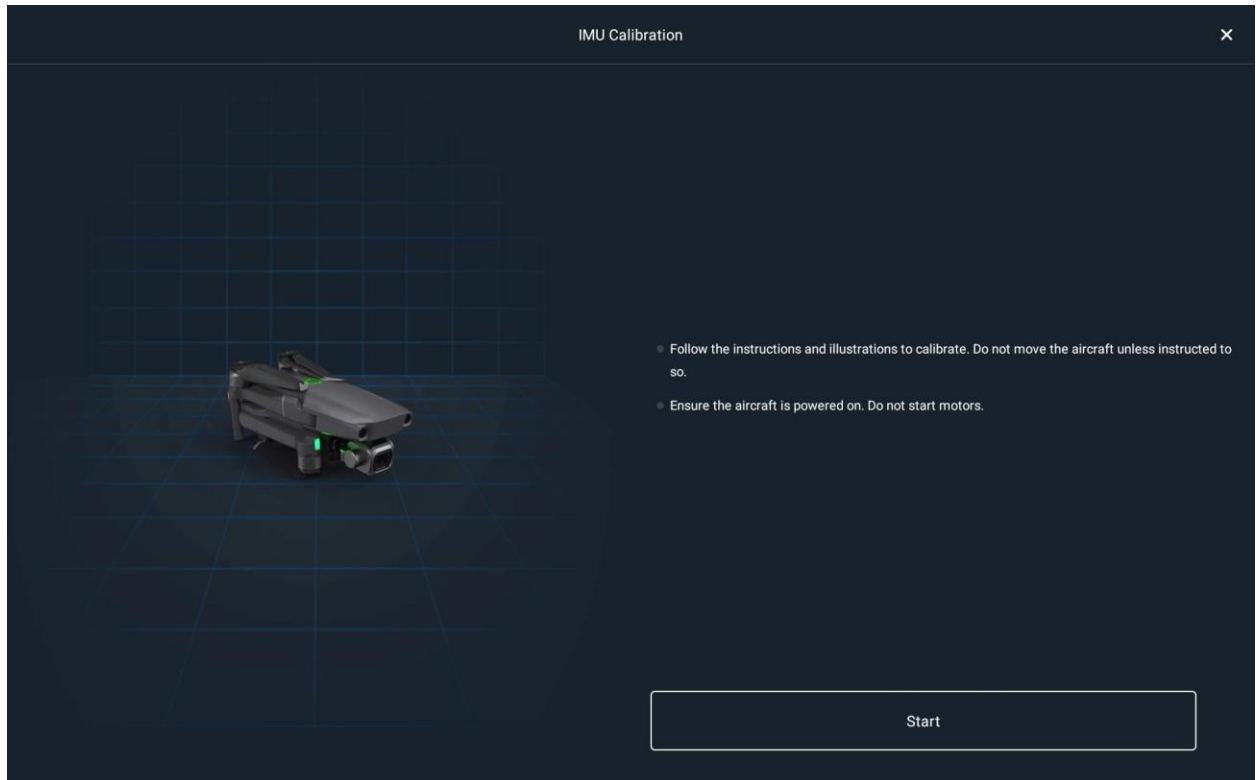 IMU Calibration
Follow the instructions and illustrations to calibrate. Do not move the aircraft unless instructed to
so.
Ensure the aircraft is powered on. Do not start motors.
Start